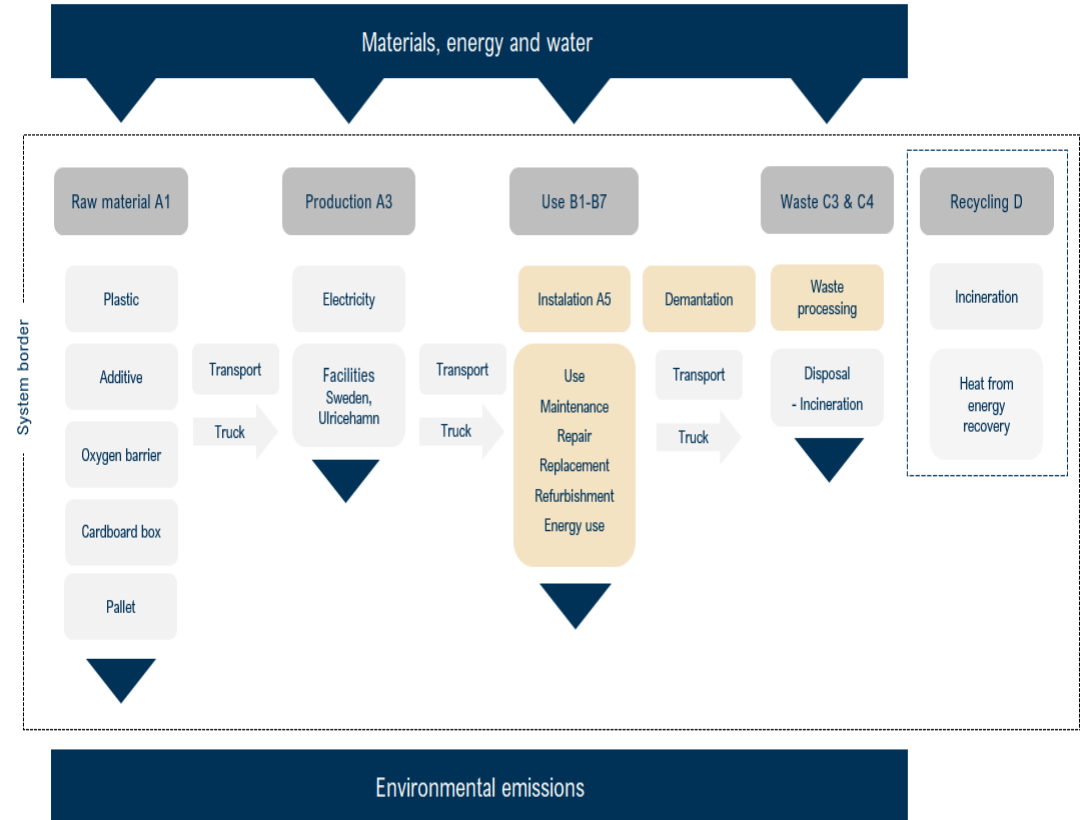 Materials, energy and water
System border
Raw material A1
Production A3
Use B1-B7
Waste C3 & C4
Recycling D
Plastic
Additive
Oxygen barrier
Cardboard box
Pallet
Transport
Truck
Electricity
Facilities
Sweden,
Ulricehamn
Transport
Truck
Instalation A5
Use
Maintenance
Repair
Replacement
Refurbishment
Energy use
Demantation
Transport
Truck
Waste
processing
Disposal
- Incineration
Incineration
Heat from
energy
recovery
Environmental emissions